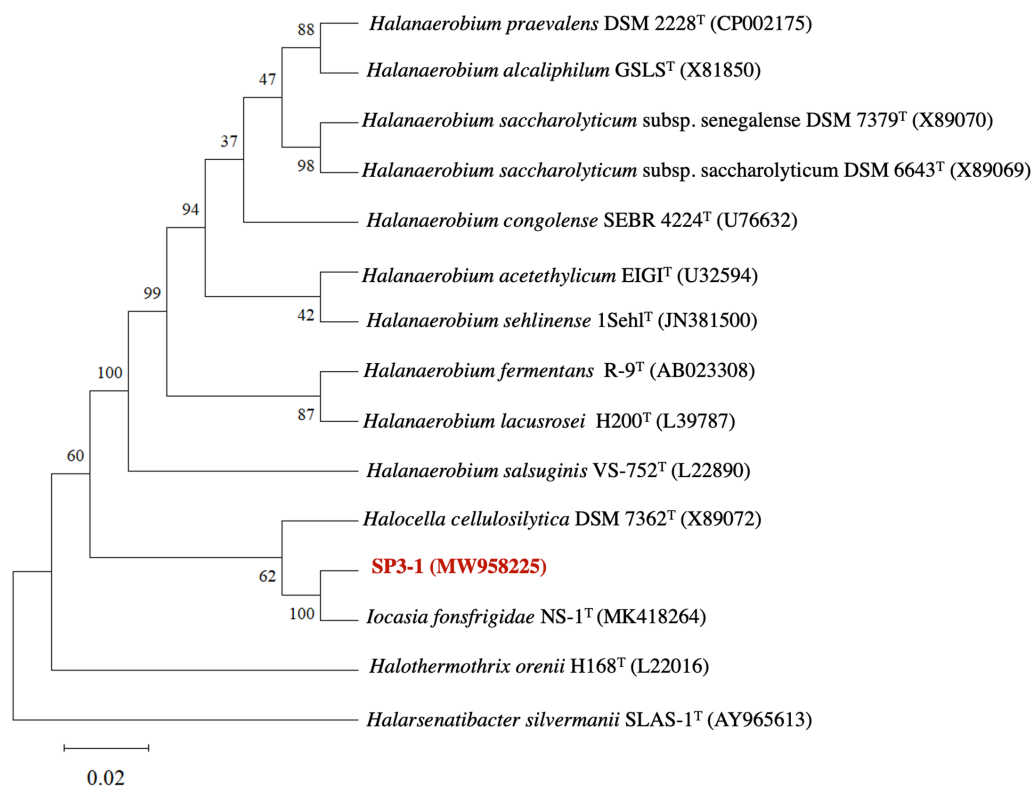 88
Halanaerobium praevalens DSM 2228ᵀ (CP002175)
Halanaerobium alcaliphilum GSLSᵀ (X81850)
47
Halanaerobium saccharolyticum subsp. senegalense DSM 7379ᵀ (X89070)
37
98
Halanaerobium saccharolyticum subsp. saccharolyticum DSM 6643ᵀ (X89069)
94
Halanaerobium congolense SEBR 4224ᵀ (U76632)
Halanaerobium acetethylicum EIGIᵀ (U32594)
99
42
Halanaerobium sehlinense 1Sehlᵀ (JN381500)
Halanaerobium fermentans R-9ᵀ (AB023308)
100
87
Halanaerobium lacusrosei H200ᵀ (L39787)
60
Halanaerobium salsuginis VS-752ᵀ (L22890)
Halocella cellulosilytica DSM 7362ᵀ (X89072)
SP3-1 (MW958225)
62
100
Iocasia fonsfrigidae NS-1ᵀ (MK418264)
Halothermothrix orenii H168ᵀ (L22016)
Halarsenatibacter silvermanii SLAS-1ᵀ (AY965613)
0.02